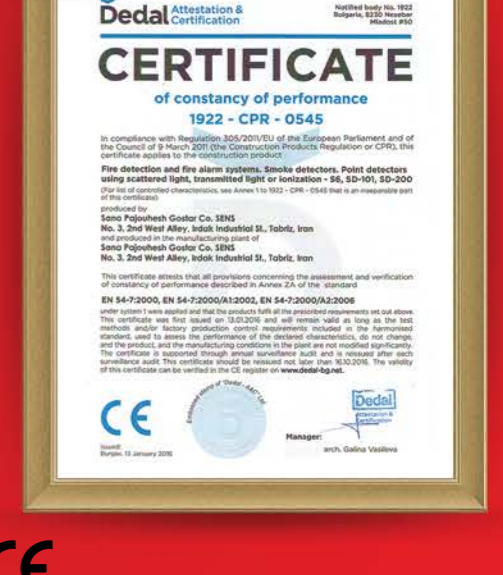 Dedal Attestation & Certification
Notified body No. 1922
Bulgaria, 8230 Nesebar
Mladost #50
CERTIFICATE
of constancy of performance
1922 - CPR - 0545
In compliance with Regulation 305/2011/EU of the European Parliament and of
the Council of 9 March 2011 (the Construction Products Regulation or CPR), this
certificate applies to the construction product
Fire detection and fire alarm systems. Smoke detectors. Point detectors
using scattered light, transmitted light or ionization - S6, SD-101, SD-200
(For list of controlled characteristics, see Annex 1 to 1922 - CPR - 0545 that is an inseparable part
of this certificate)
produced by
Sana Pajouhesh Gostar Co. SENS
No. 3, 2nd West Alley, Irdak Industrial St., Tabriz, Iran
and produced in the manufacturing plant of
Sana Pajouhesh Gostar Co. SENS
No. 3, 2nd West Alley, Irdak Industrial St., Tabriz, Iran
This certificate attests that all provisions concerning the assessment and verification
of constancy of performance described in Annex ZA of the standard
EN 54-7:2000, EN 54-7:2000/A1:2002, EN 54-7:2000/A2:2006
under system 1 were applied and that the products fulfil all the prescribed requirements set out above.
This certificate was first issued on 13.01.2016 and will remain valid as long as the test
methods and/or factory production control requirements included in the harmonised
standard, used to assess the performance of the declared characteristics, do not change,
and the product, and the manufacturing conditions in the plant are not modified significantly.
The certificate is supported through annual surveillance audit and is reissued after each
surveillance audit. This certificate should be reissued not later than 16.10.2016. The validity
of this certificate can be verified in the CE register on www.dedal-bg.net.
CE
Embossed stamp of "Dedal - A&C" Ltd
Dedal
Attestation &
Certification
Manager:
Issued:
Burgas, 13 January 2016
arch. Galina Vasileva
CE